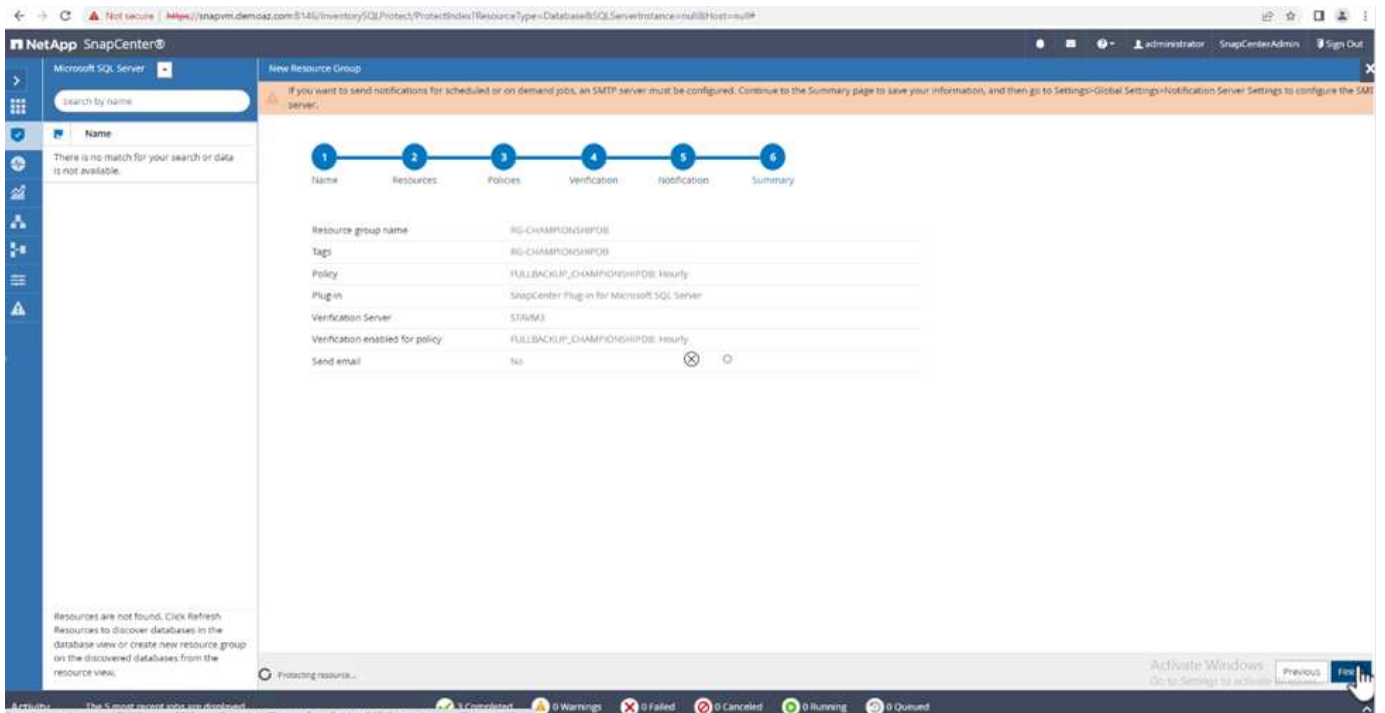 Not secure | https://snapvm.demoaz.com:8146/InventorySQLProtect/ProtectIndex?ResourceType=Database&SQLServerInstance=null&Host=null#
NetApp SnapCenter®
administrator SnapCenterAdmin Sign Out
Microsoft SQL Server
New Resource Group
search by name
If you want to send notifications for scheduled or on demand jobs, an SMTP server must be configured. Continue to the Summary page to save your information, and then go to Settings>Global Settings>Notification Server Settings to configure the SMT
server.
Name
There is no match for your search or data
is not available.
1 2 3 4 5 6
Name Resources Policies Verification Notification Summary
Resource group name RG-CHAMPIONSHIPDB
Tags RG-CHAMPIONSHIPDB
Policy FULLBACKUP_CHAMPIONSHIPDB: Hourly
Plug-in SnapCenter Plug-in for Microsoft SQL Server
Verification Server STAVM3
Verification enabled for policy FULLBACKUP_CHAMPIONSHIPDB: Hourly
Send email No
Resources are not found. Click Refresh
Resources to discover databases in the
database view or create new resource group
on the discovered databases from the
resource view.
Protecting resource...
Activate Windows
Go to Settings to activate
Previous
Activity The 5 most recent jobs are displayed
3 Completed 0 Warnings 0 Failed 0 Canceled 0 Running 0 Queued